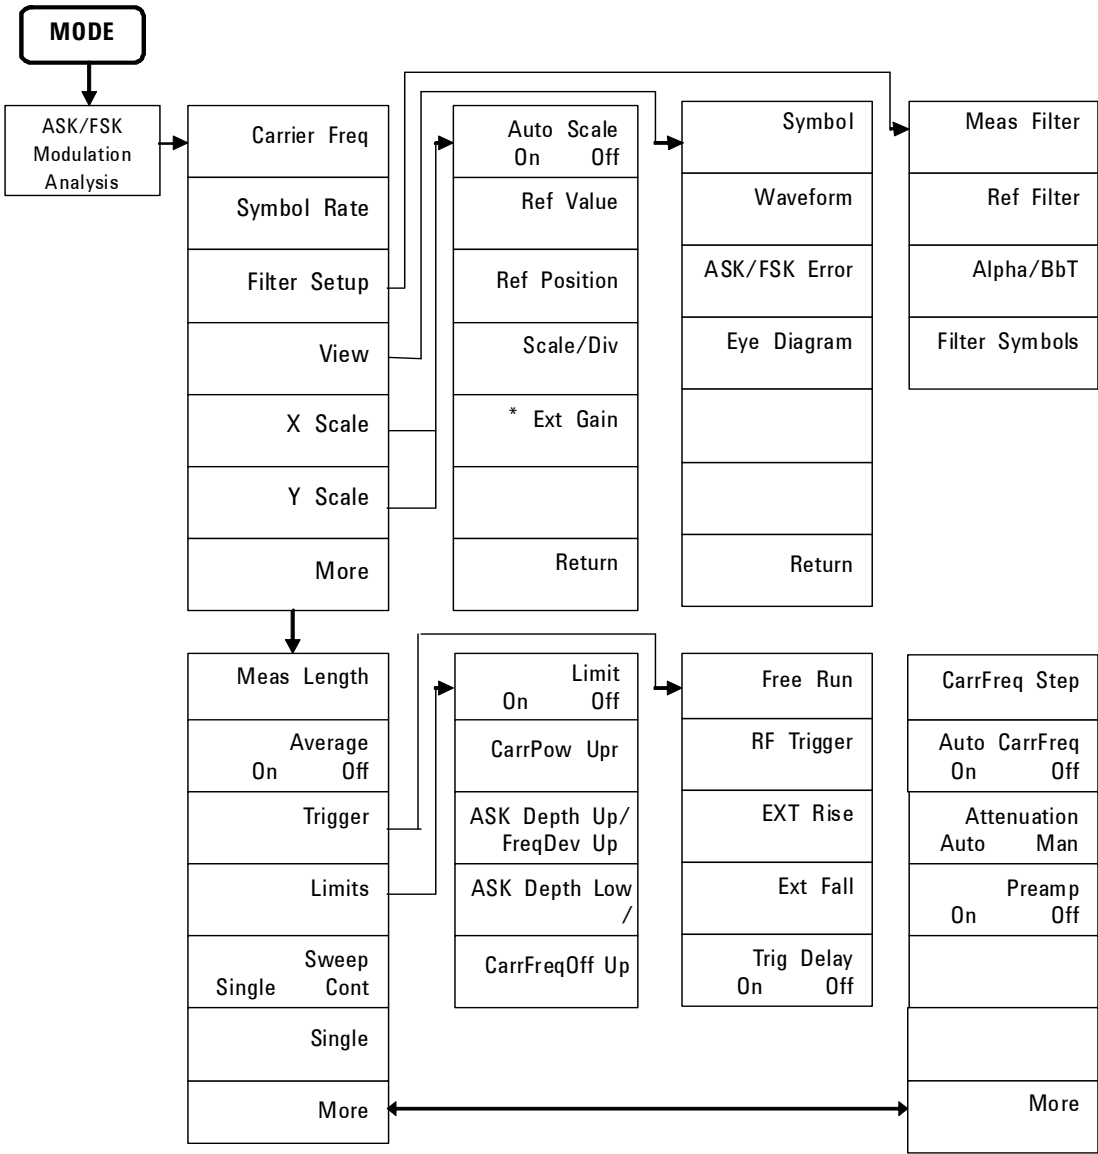 MODE
ASK/FSK
Modulation
Analysis
Carrier Freq
Symbol Rate
Filter Setup
View
X Scale
Y Scale
More
Auto Scale
On Off
Ref Value
Ref Position
Scale/Div
* Ext Gain
Return
Symbol
Waveform
ASK/FSK Error
Eye Diagram
Return
Meas Filter
Ref Filter
Alpha/BbT
Filter Symbols
Meas Length
Average
On Off
Trigger
Limits
Sweep
Single Cont
Single
More
Limit
On Off
CarrPow Upr
ASK Depth Up/
FreqDev Up
ASK Depth Low
/
CarrFreqOff Up
Free Run
RF Trigger
EXT Rise
Ext Fall
Trig Delay
On Off
CarrFreq Step
Auto CarrFreq
On Off
Attenuation
Auto Man
Preamp
On Off
More